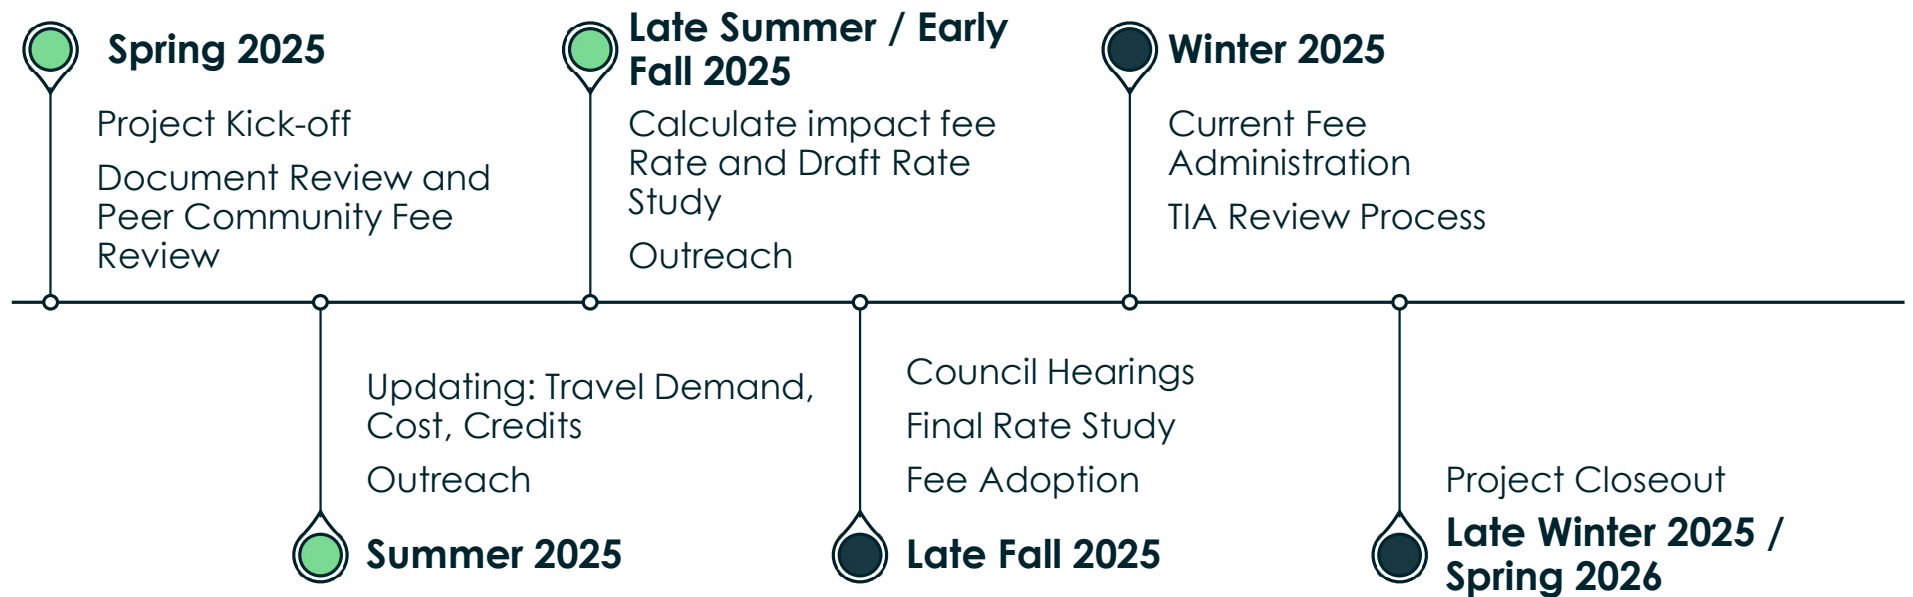 Spring 2025
Project Kick-off
Document Review and
Peer Community Fee
Review
Updating: Travel Demand,
Cost, Credits
Outreach
Summer 2025
Late Summer / Early
Fall 2025
Calculate impact fee
Rate and Draft Rate
Study
Outreach
Council Hearings
Final Rate Study
Fee Adoption
Late Fall 2025
Winter 2025
Current Fee
Administration
TIA Review Process
Project Closeout
Late Winter 2025 /
Spring 2026